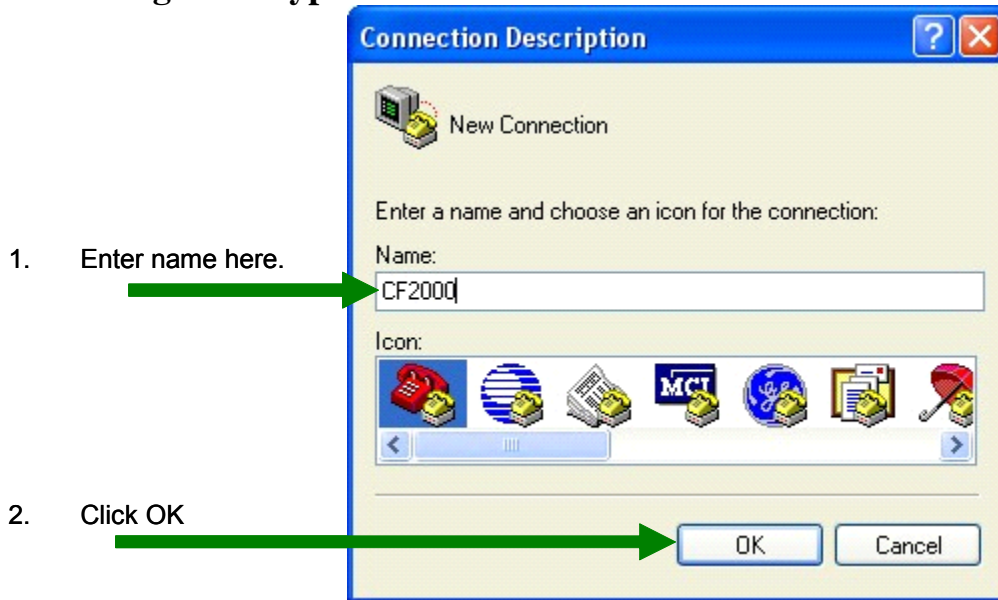 Connection Description
New Connection
Enter a name and choose an icon for the connection:
1. Enter name here.
Name:
CF2000
Icon:
MCI
2. Click OK
OK Cancel